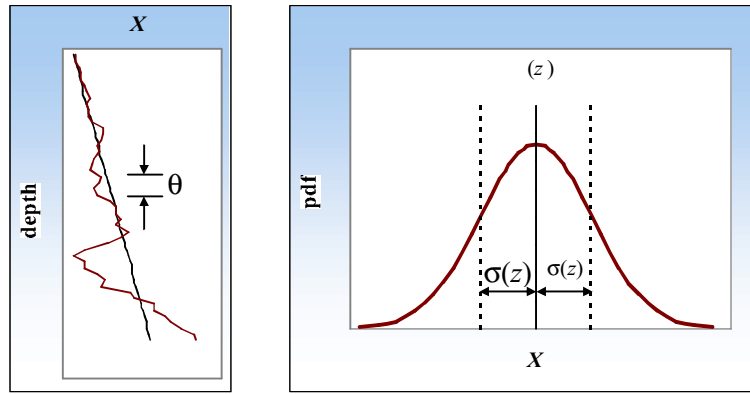 X
depth
θ
(z)
pdf
σ(z)
σ(z)
X